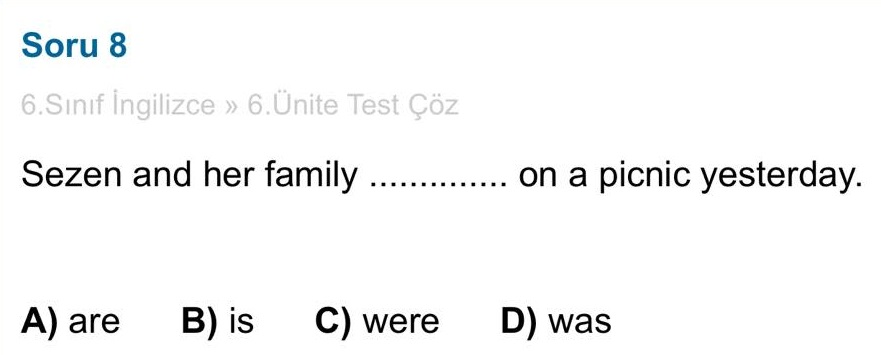 Soru 8
6.Sınıf İngilizce » 6.Ünite Test Çöz
Sezen and her family .............. on a picnic yesterday.
A) are B) is C) were D) was